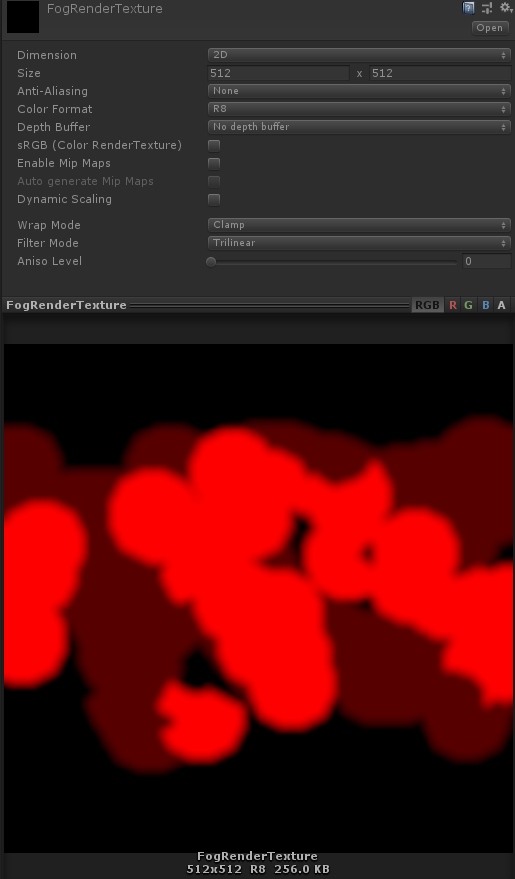 FogRenderTexture
Open
Dimension 2D
Size 512 x 512
Anti-Aliasing None
Color Format R8
Depth Buffer No depth buffer
sRGB (Color RenderTexture)
Enable Mip Maps
Auto generate Mip Maps
Dynamic Scaling
Wrap Mode Clamp
Filter Mode Trilinear
Aniso Level 0
FogRenderTexture RGB R G B A
FogRenderTexture
512x512 R8 256.0 KB